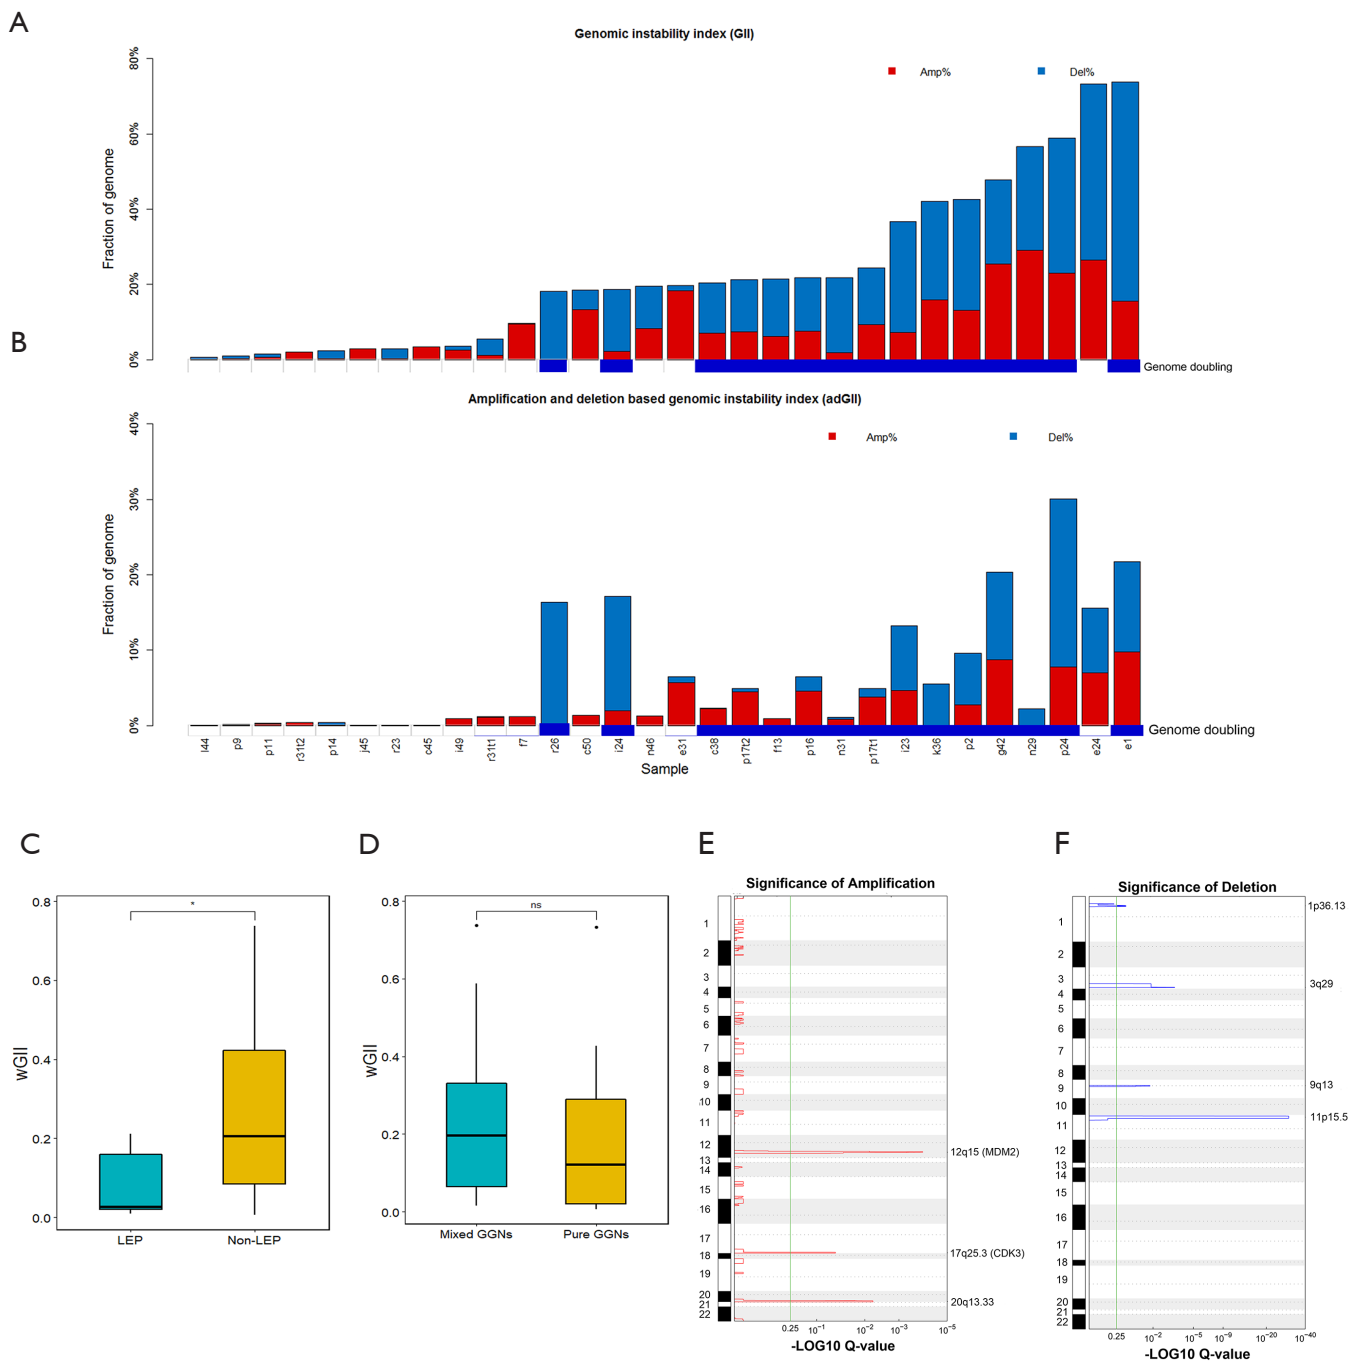 A
Genomic instability index (GII)
Fraction of genome
80%
60%
40%
20%
0%
Amp%
Del%
Genome doubling
B
Amplification and deletion based genomic instability index (adGII)
Fraction of genome
40%
30%
20%
10%
0%
Amp%
Del%
Genome doubling
l44 p9 p11 r31t2 p14 j45 r23 c45 i49 r31t1 f7 r26 c50 i24 n46 e31 c38 p17t2 f13 p16 n31 p17t1 i23 k36 p2 g42 n29 p24 e24 e1
Sample
C
wGII
0.8
0.6
0.4
0.2
0.0
*
LEP Non-LEP
D
wGII
0.8
0.6
0.4
0.2
0.0
ns
Mixed GGNs Pure GGNs
E
Significance of Amplification
1
2
3
4
5
6
7
8
9
10
11
12
13
14
15
16
17
18
19
20
21
22
12q15 (MDM2)
17q25.3 (CDK3)
20q13.33
0.25 10⁻¹ 10⁻² 10⁻³ 10⁻⁵
-LOG10 Q-value
F
Significance of Deletion
1
2
3
4
5
6
7
8
9
10
11
12
13
14
15
16
17
18
19
20
21
22
1p36.13
3q29
9q13
11p15.5
0.25 10⁻² 10⁻⁵ 10⁻⁹ 10⁻²⁰ 10⁻⁴⁰
-LOG10 Q-value